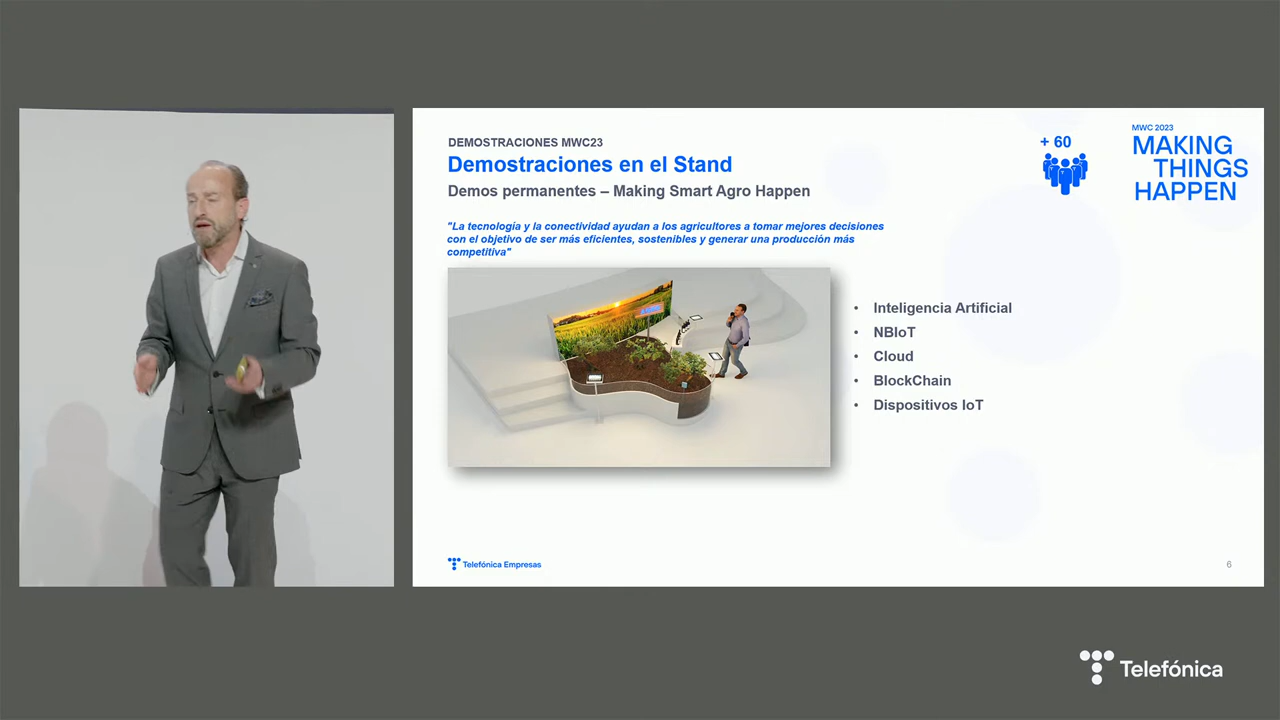 DEMOSTRACIONES MWC23
Demostraciones en el Stand
Demos permanentes – Making Smart Agro Happen
+ 60
MWC 2023
MAKING
THINGS
HAPPEN
"La tecnología y la conectividad ayudan a los agricultores a tomar mejores decisiones
con el objetivo de ser más eficientes, sostenibles y generar una producción más
competitiva"
• Inteligencia Artificial
• NBIoT
• Cloud
• BlockChain
• Dispositivos IoT
Telefónica Empresas
6
Telefónica